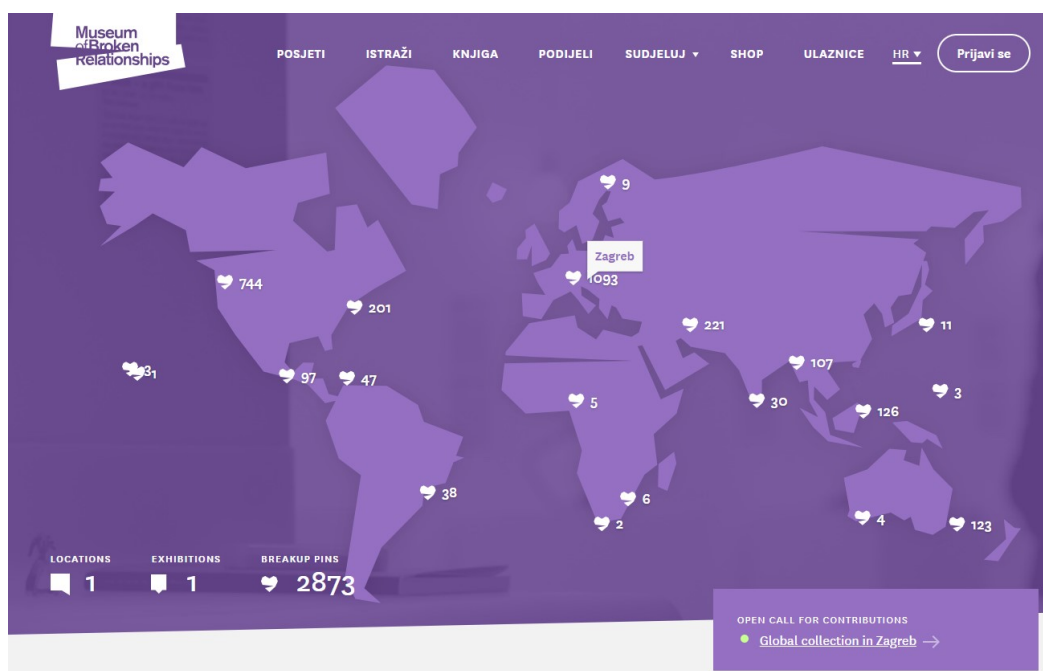 Museum
of Broken
Relationships
POSJETI ISTRAŽI KNJIGA PODIJELI SUDJELUJ SHOP ULAZNICE HR Prijavi se
9
Zagreb
1093
744
201
221
11
31
97
47
107
5
30
3
126
38
6
2
4
123
LOCATIONS EXHIBITIONS BREAKUP PINS
1 1 2873
OPEN CALL FOR CONTRIBUTIONS
Global collection in Zagreb